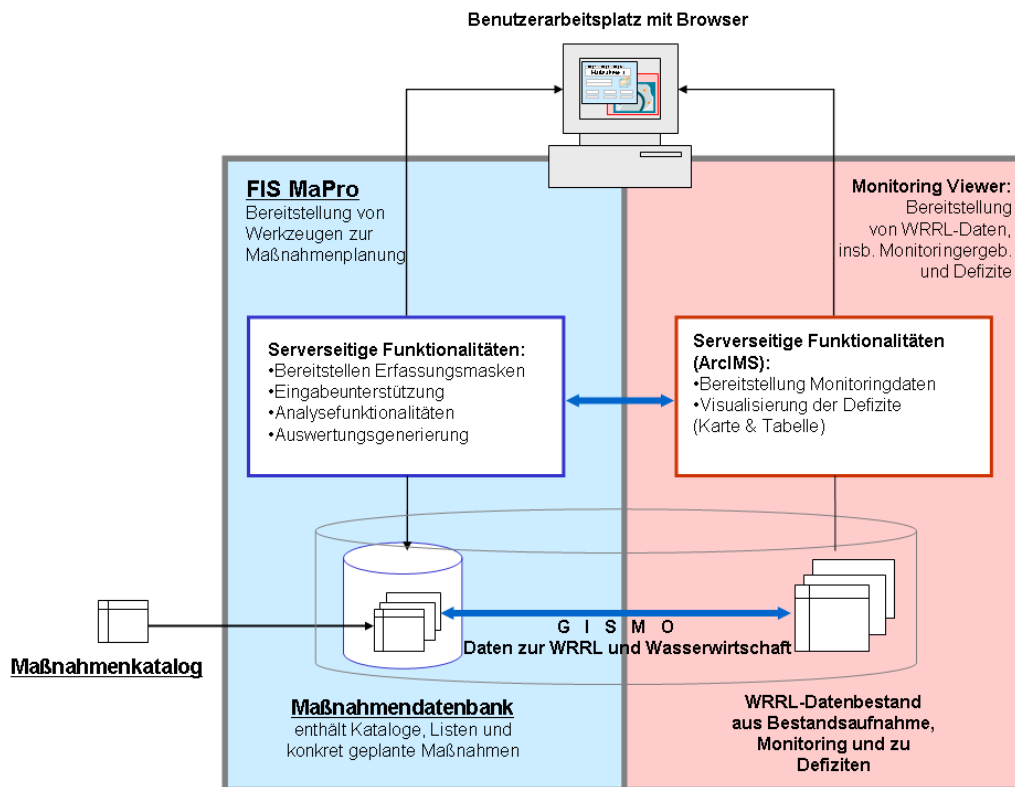 Benutzerarbeitsplatz mit Browser
FIS MaPro
Bereitstellung von
Werkzeugen zur
Maßnahmenplanung
Monitoring Viewer:
Bereitstellung
von WRRL-Daten,
insb. Monitoringergeb.
und Defizite
Serverseitige Funktionalitäten:
•Bereitstellen Erfassungsmasken
•Eingabeunterstützung
•Analysefunktionalitäten
•Auswertungsgenerierung
Serverseitige Funktionalitäten
(ArcIMS):
•Bereitstellung Monitoringdaten
•Visualisierung der Defizite
(Karte & Tabelle)
G I S M O
Daten zur WRRL und Wasserwirtschaft
Maßnahmenkatalog
Maßnahmendatenbank
enthält Kataloge, Listen und
konkret geplante Maßnahmen
WRRL-Datenbestand
aus Bestandsaufnahme,
Monitoring und zu
Defiziten